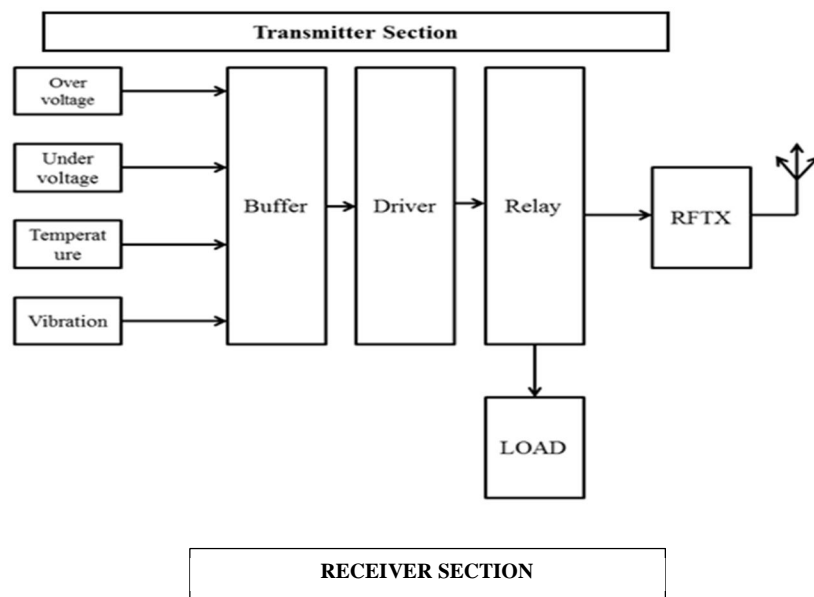 Transmitter Section
Over
voltage
Under
voltage
Temperat
ure
Vibration
Buffer
Driver
Relay
RFTX
LOAD
RECEIVER SECTION